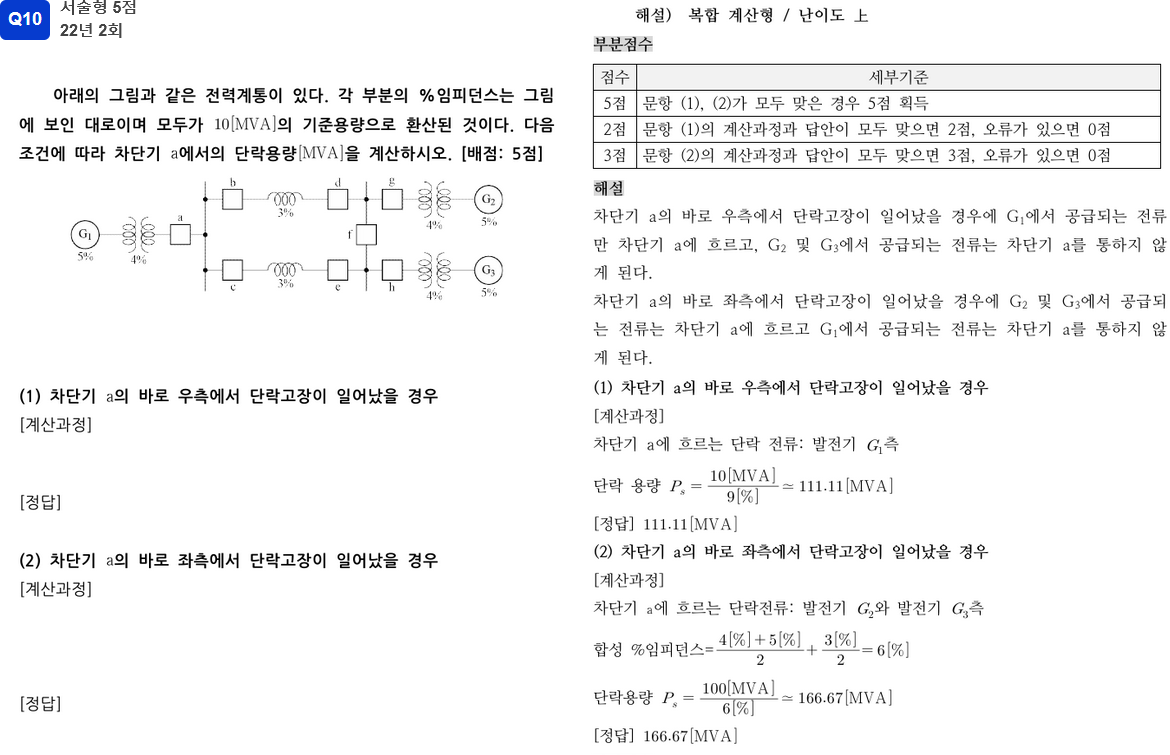 Q10
서술형 5점
22년 2회
아래의 그림과 같은 전력계통이 있다. 각 부분의 %임피던스는 그림
에 보인 대로이며 모두가 10[MVA]의 기준용량으로 환산된 것이다. 다음
조건에 따라 차단기 a에서의 단락용량[MVA]을 계산하시오. [배점: 5점]
b d g
G₂
3% 4% 5%
G₁ a f
5% 4%
G₃
c 3% e h 4% 5%
(1) 차단기 a의 바로 우측에서 단락고장이 일어났을 경우
[계산과정]
[정답]
(2) 차단기 a의 바로 좌측에서 단락고장이 일어났을 경우
[계산과정]
[정답]
해설) 복합 계산형 / 난이도 上
부분점수
점수 세부기준
5점 문항 (1), (2)가 모두 맞은 경우 5점 획득
2점 문항 (1)의 계산과정과 답안이 모두 맞으면 2점, 오류가 있으면 0점
3점 문항 (2)의 계산과정과 답안이 모두 맞으면 3점, 오류가 있으면 0점
해설
차단기 a의 바로 우측에서 단락고장이 일어났을 경우에 G₁에서 공급되는 전류
만 차단기 a에 흐르고, G₂ 및 G₃에서 공급되는 전류는 차단기 a를 통하지 않
게 된다.
차단기 a의 바로 좌측에서 단락고장이 일어났을 경우에 G₂ 및 G₃에서 공급되
는 전류는 차단기 a에 흐르고 G₁에서 공급되는 전류는 차단기 a를 통하지 않
게 된다.
(1) 차단기 a의 바로 우측에서 단락고장이 일어났을 경우
[계산과정]
차단기 a에 흐르는 단락 전류: 발전기 G₁측
단락 용량 Pₛ = 10[MVA] / 9[%] ≃ 111.11[MVA]
[정답] 111.11[MVA]
(2) 차단기 a의 바로 좌측에서 단락고장이 일어났을 경우
[계산과정]
차단기 a에 흐르는 단락전류: 발전기 G₂와 발전기 G₃측
합성 %임피던스= 4[%]+5[%] / 2 + 3[%] / 2 = 6[%]
단락용량 Pₛ = 100[MVA] / 6[%] ≃ 166.67[MVA]
[정답] 166.67[MVA]